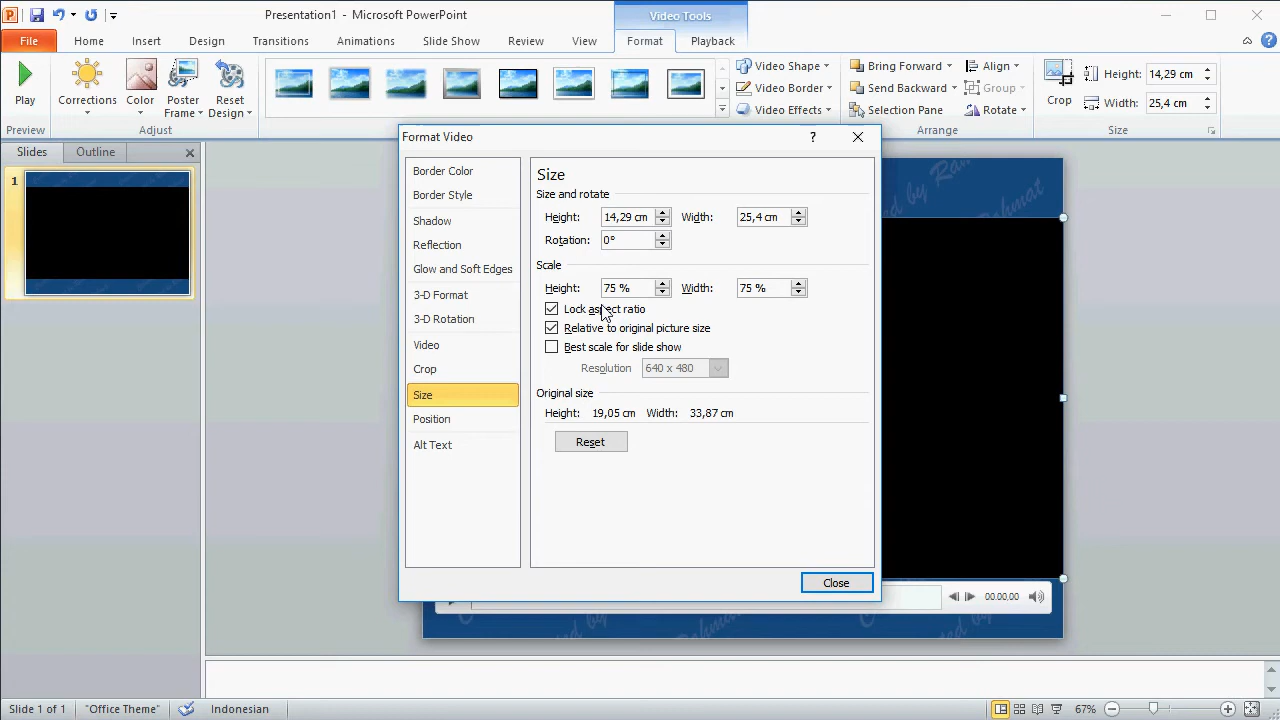 Presentation1 - Microsoft PowerPoint
Video Tools
File Home Insert Design Transitions Animations Slide Show Review View Format Playback
Play
Corrections
Color
Poster Frame
Reset Design
Video Shape
Video Border
Video Effects
Bring Forward
Send Backward
Selection Pane
Align
Group
Rotate
Crop
Height: 14,29 cm
Width: 25,4 cm
Preview
Adjust
Arrange
Size
Slides Outline
1
Format Video
?
Border Color
Border Style
Shadow
Reflection
Glow and Soft Edges
3-D Format
3-D Rotation
Video
Crop
Size
Position
Alt Text
Size
Size and rotate
Height: 14,29 cm Width: 25,4 cm
Rotation: 0°
Scale
Height: 75 % Width: 75 %
Lock aspect ratio
Relative to original picture size
Best scale for slide show
Resolution 640 x 480
Original size
Height: 19,05 cm Width: 33,87 cm
Reset
Close
00.00,00
Slide 1 of 1 "Office Theme" Indonesian 67%